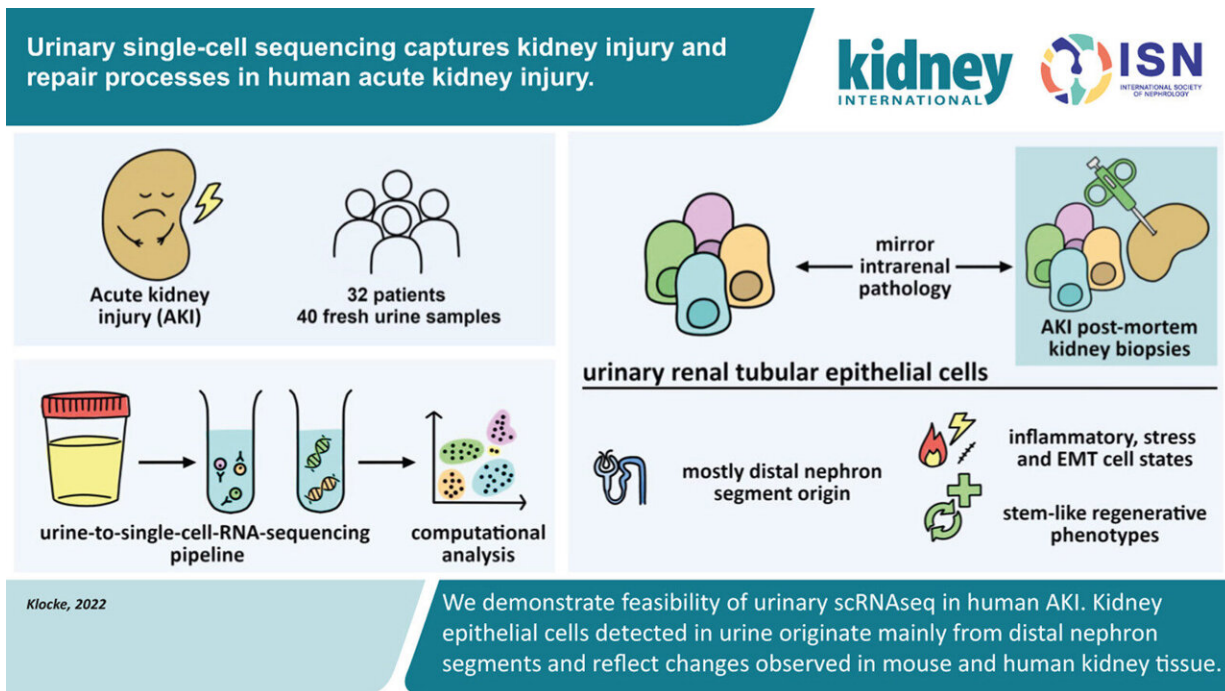 Urinary single-cell sequencing captures kidney injury and
repair processes in human acute kidney injury.
kidney
INTERNATIONAL
ISN
INTERNATIONAL SOCIETY
OF NEPHROLOGY
Acute kidney
injury (AKI)
32 patients
40 fresh urine samples
urine-to-single-cell-RNA-sequencing
pipeline
computational
analysis
mirror
intrarenal
pathology
AKI post-mortem
kidney biopsies
urinary renal tubular epithelial cells
mostly distal nephron
segment origin
inflammatory, stress
and EMT cell states
stem-like regenerative
phenotypes
Klocke, 2022
We demonstrate feasibility of urinary scRNAseq in human AKI. Kidney
epithelial cells detected in urine originate mainly from distal nephron
segments and reflect changes observed in mouse and human kidney tissue.